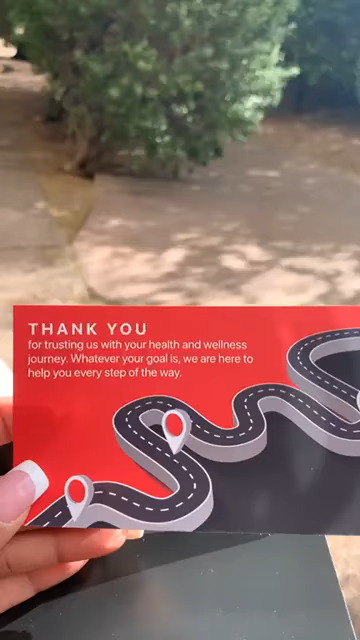 THANK YOU
for trusting us with your health and wellness
journey. Whatever your goal is, we are here to
help you every step of the way.